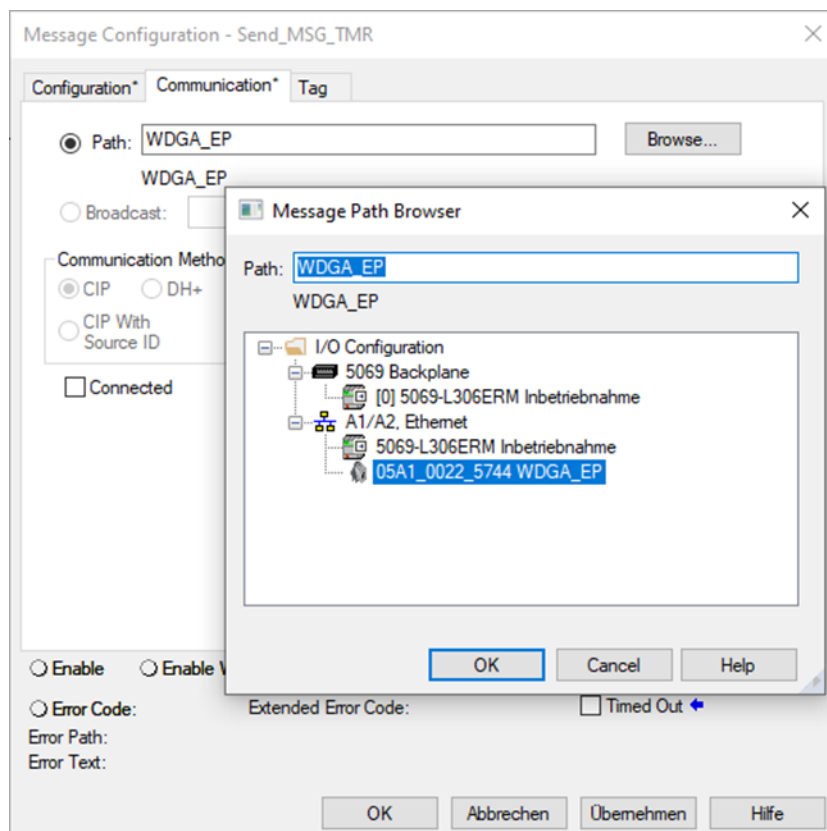 Message Configuration - Send_MSG_TMR
Configuration* Communication* Tag
Path: WDGA_EP Browse...
WDGA_EP
Broadcast:
Message Path Browser
Communication Metho
CIP DH+
CIP With
Source ID
Connected
Path: WDGA_EP
WDGA_EP
I/O Configuration
5069 Backplane
[0] 5069-L306ERM Inbetriebnahme
A1/A2, Ethernet
5069-L306ERM Inbetriebnahme
05A1_0022_5744 WDGA_EP
OK Cancel Help
Enable Enable
Error Code: Extended Error Code: Timed Out
Error Path:
Error Text:
OK Abbrechen Übernehmen Hilfe